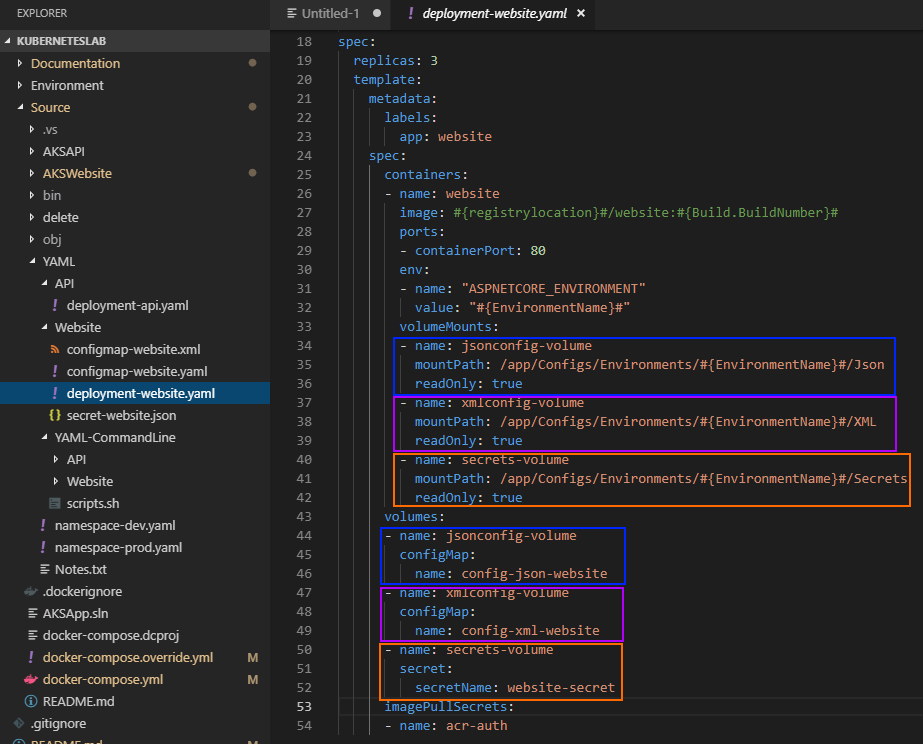 EXPLORER
KUBERNETESLAB
Documentation
Environment
Source
.vs
AKSAPI
AKSWebsite
bin
delete
obj
YAML
API
deployment-api.yaml
Website
configmap-website.xml
configmap-website.yaml
deployment-website.yaml
secret-website.json
YAML-CommandLine
API
Website
scripts.sh
namespace-dev.yaml
namespace-prod.yaml
Notes.txt
.dockerignore
AKSApp.sln
docker-compose.dcproj
docker-compose.override.yml M
docker-compose.yml M
README.md
.gitignore
README.md M
Untitled-1
deployment-website.yaml
18 spec:
19 replicas: 3
20 template:
21 metadata:
22 labels:
23 app: website
24 spec:
25 containers:
26 - name: website
27 image: #{registrylocation}#/website:#{Build.BuildNumber}#
28 ports:
29 - containerPort: 80
30 env:
31 - name: "ASPNETCORE_ENVIRONMENT"
32 value: "#{EnvironmentName}#"
33 volumeMounts:
34 - name: jsonconfig-volume
35 mountPath: /app/Configs/Environments/#{EnvironmentName}#/Json
36 readOnly: true
37 - name: xmlconfig-volume
38 mountPath: /app/Configs/Environments/#{EnvironmentName}#/XML
39 readOnly: true
40 - name: secrets-volume
41 mountPath: /app/Configs/Environments/#{EnvironmentName}#/Secrets
42 readOnly: true
43 volumes:
44 - name: jsonconfig-volume
45 configMap:
46 name: config-json-website
47 - name: xmlconfig-volume
48 configMap:
49 name: config-xml-website
50 - name: secrets-volume
51 secret:
52 secretName: website-secret
53 imagePullSecrets:
54 - name: acr-auth